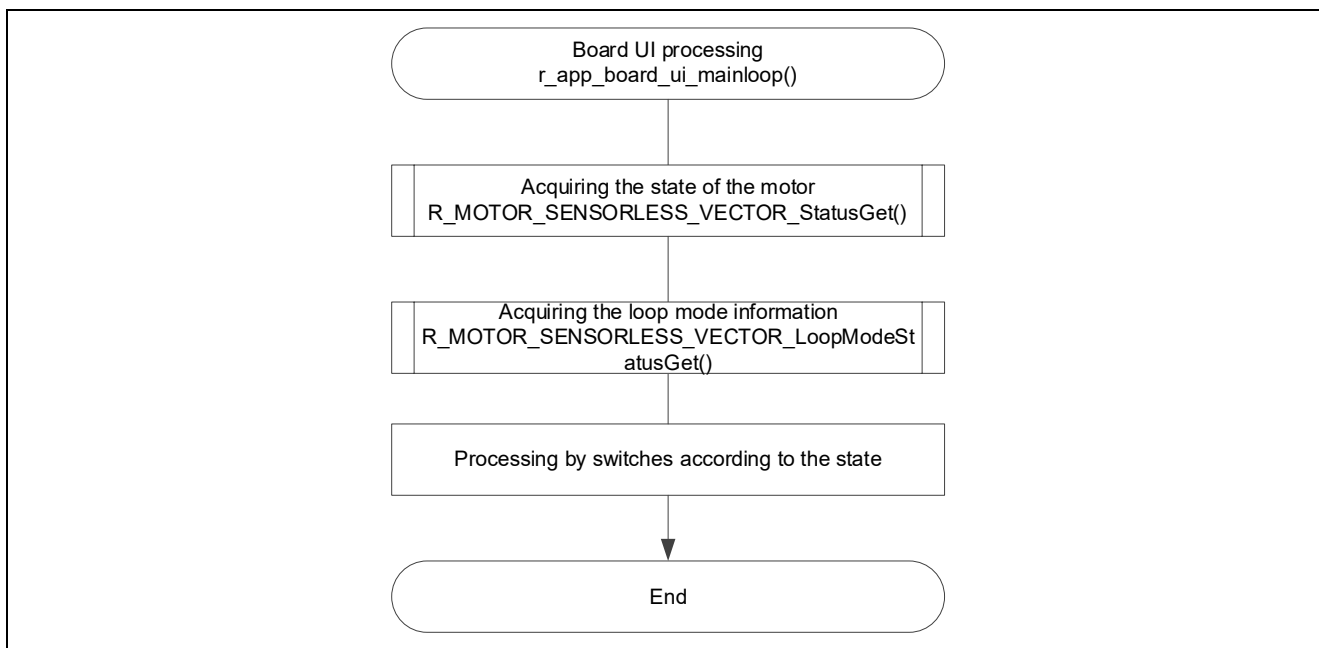 Board UI processing
r_app_board_ui_mainloop()
Acquiring the state of the motor
R_MOTOR_SENSORLESS_VECTOR_StatusGet()
Acquiring the loop mode information
R_MOTOR_SENSORLESS_VECTOR_LoopModeSt
atusGet()
Processing by switches according to the state
End